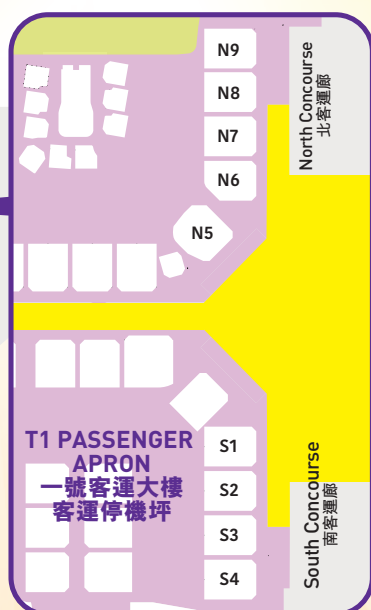 N9
N8
N7
N6
N5
North Concourse
北客運廊
T1 PASSENGER
APRON
一號客運大樓
客運停機坪
S1
S2
S3
S4
South Concourse
南客運廊